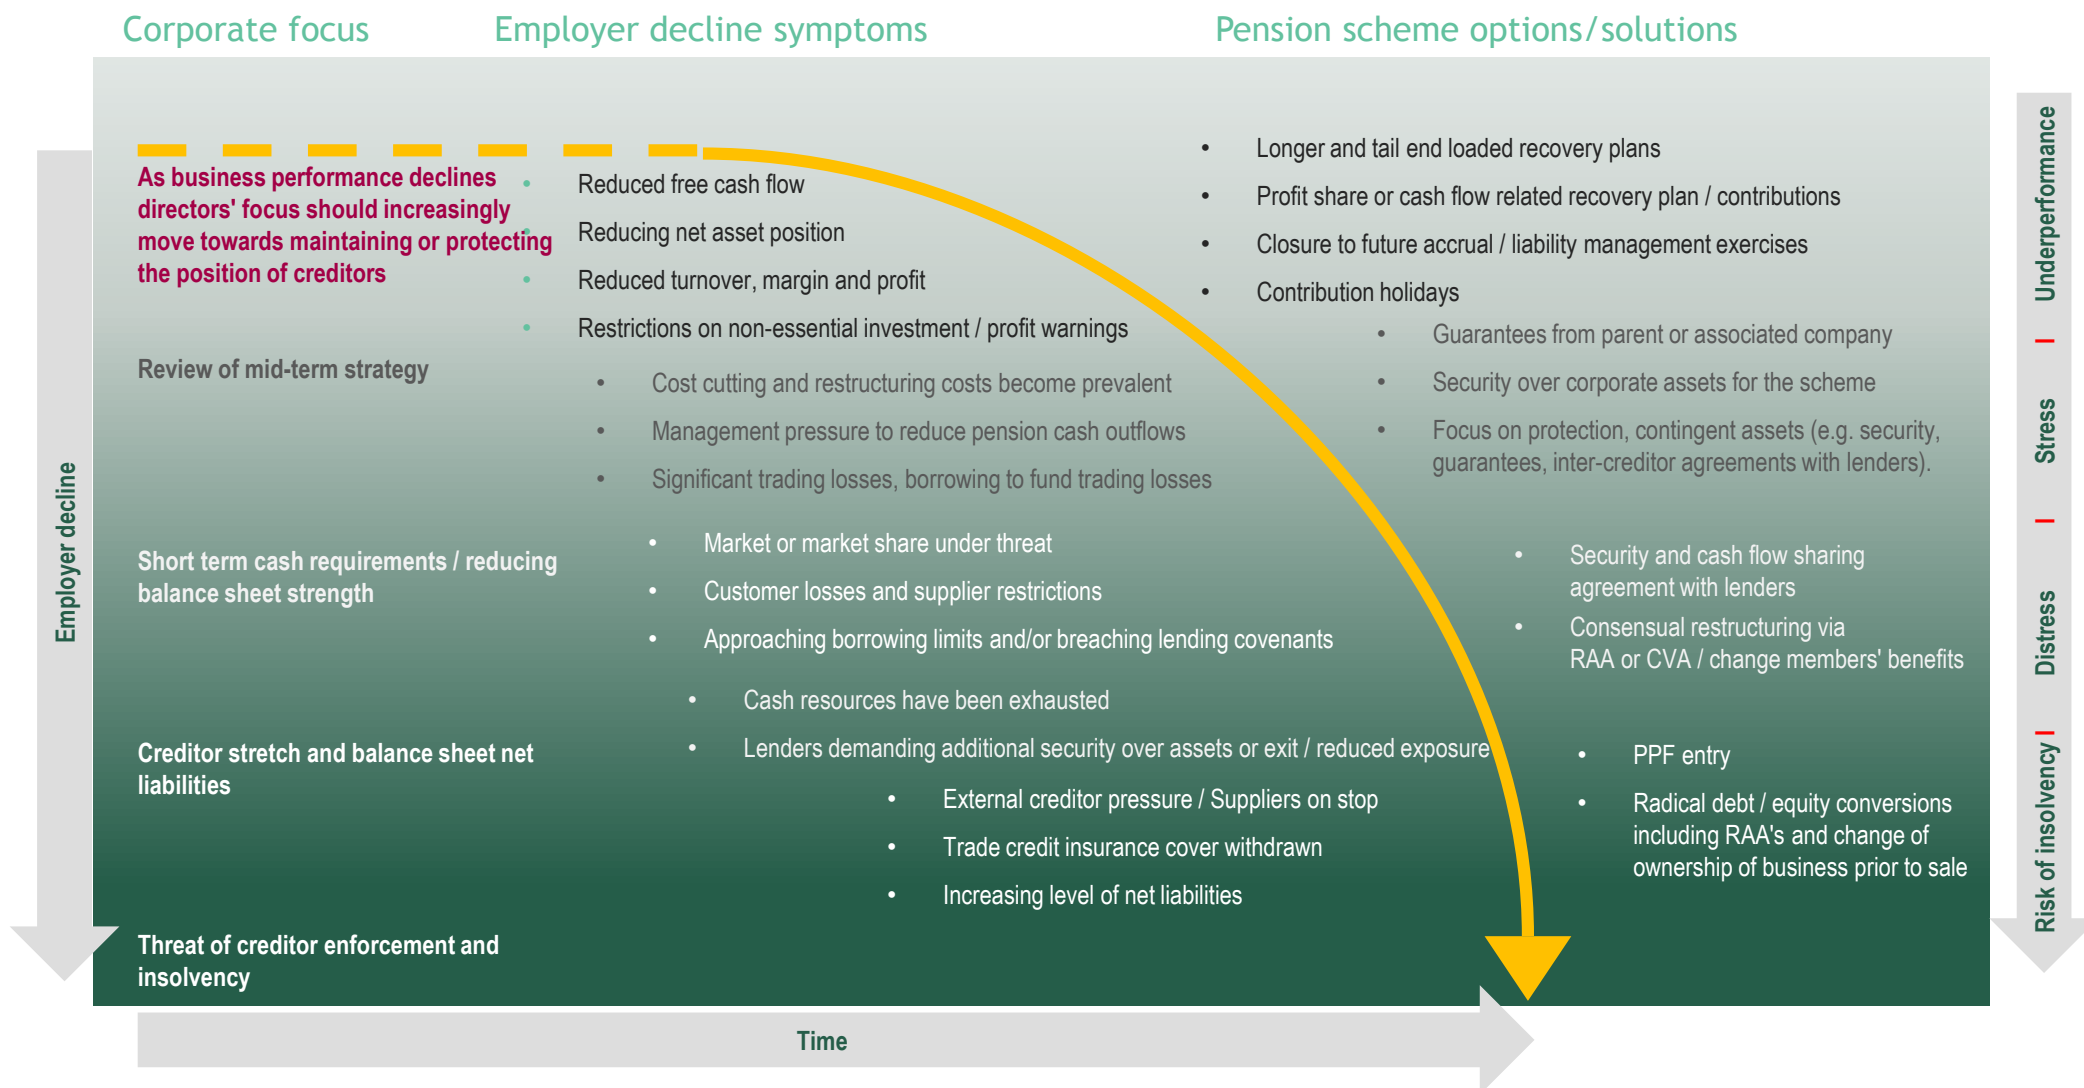 Corporate focus
Employer decline symptoms
Pension scheme options/solutions
As business performance declines
directors' focus should increasingly
move towards maintaining or protecting
the position of creditors
Review of mid-term strategy
Short term cash requirements / reducing
balance sheet strength
Creditor stretch and balance sheet net
liabilities
Threat of creditor enforcement and
insolvency
• Reduced free cash flow
• Reducing net asset position
• Reduced turnover, margin and profit
• Restrictions on non-essential investment / profit warnings
• Cost cutting and restructuring costs become prevalent
• Management pressure to reduce pension cash outflows
• Significant trading losses, borrowing to fund trading losses
• Market or market share under threat
• Customer losses and supplier restrictions
• Approaching borrowing limits and/or breaching lending covenants
• Cash resources have been exhausted
• Lenders demanding additional security over assets or exit / reduced exposure
• External creditor pressure / Suppliers on stop
• Trade credit insurance cover withdrawn
• Increasing level of net liabilities
• Longer and tail end loaded recovery plans
• Profit share or cash flow related recovery plan / contributions
• Closure to future accrual / liability management exercises
• Contribution holidays
• Guarantees from parent or associated company
• Security over corporate assets for the scheme
• Focus on protection, contingent assets (e.g. security,
guarantees, inter-creditor agreements with lenders).
• Security and cash flow sharing
agreement with lenders
• Consensual restructuring via
RAA or CVA / change members' benefits
• PPF entry
• Radical debt / equity conversions
including RAA's and change of
ownership of business prior to sale
Employer decline
Underperformance | Stress | Distress | Risk of insolvency
Time